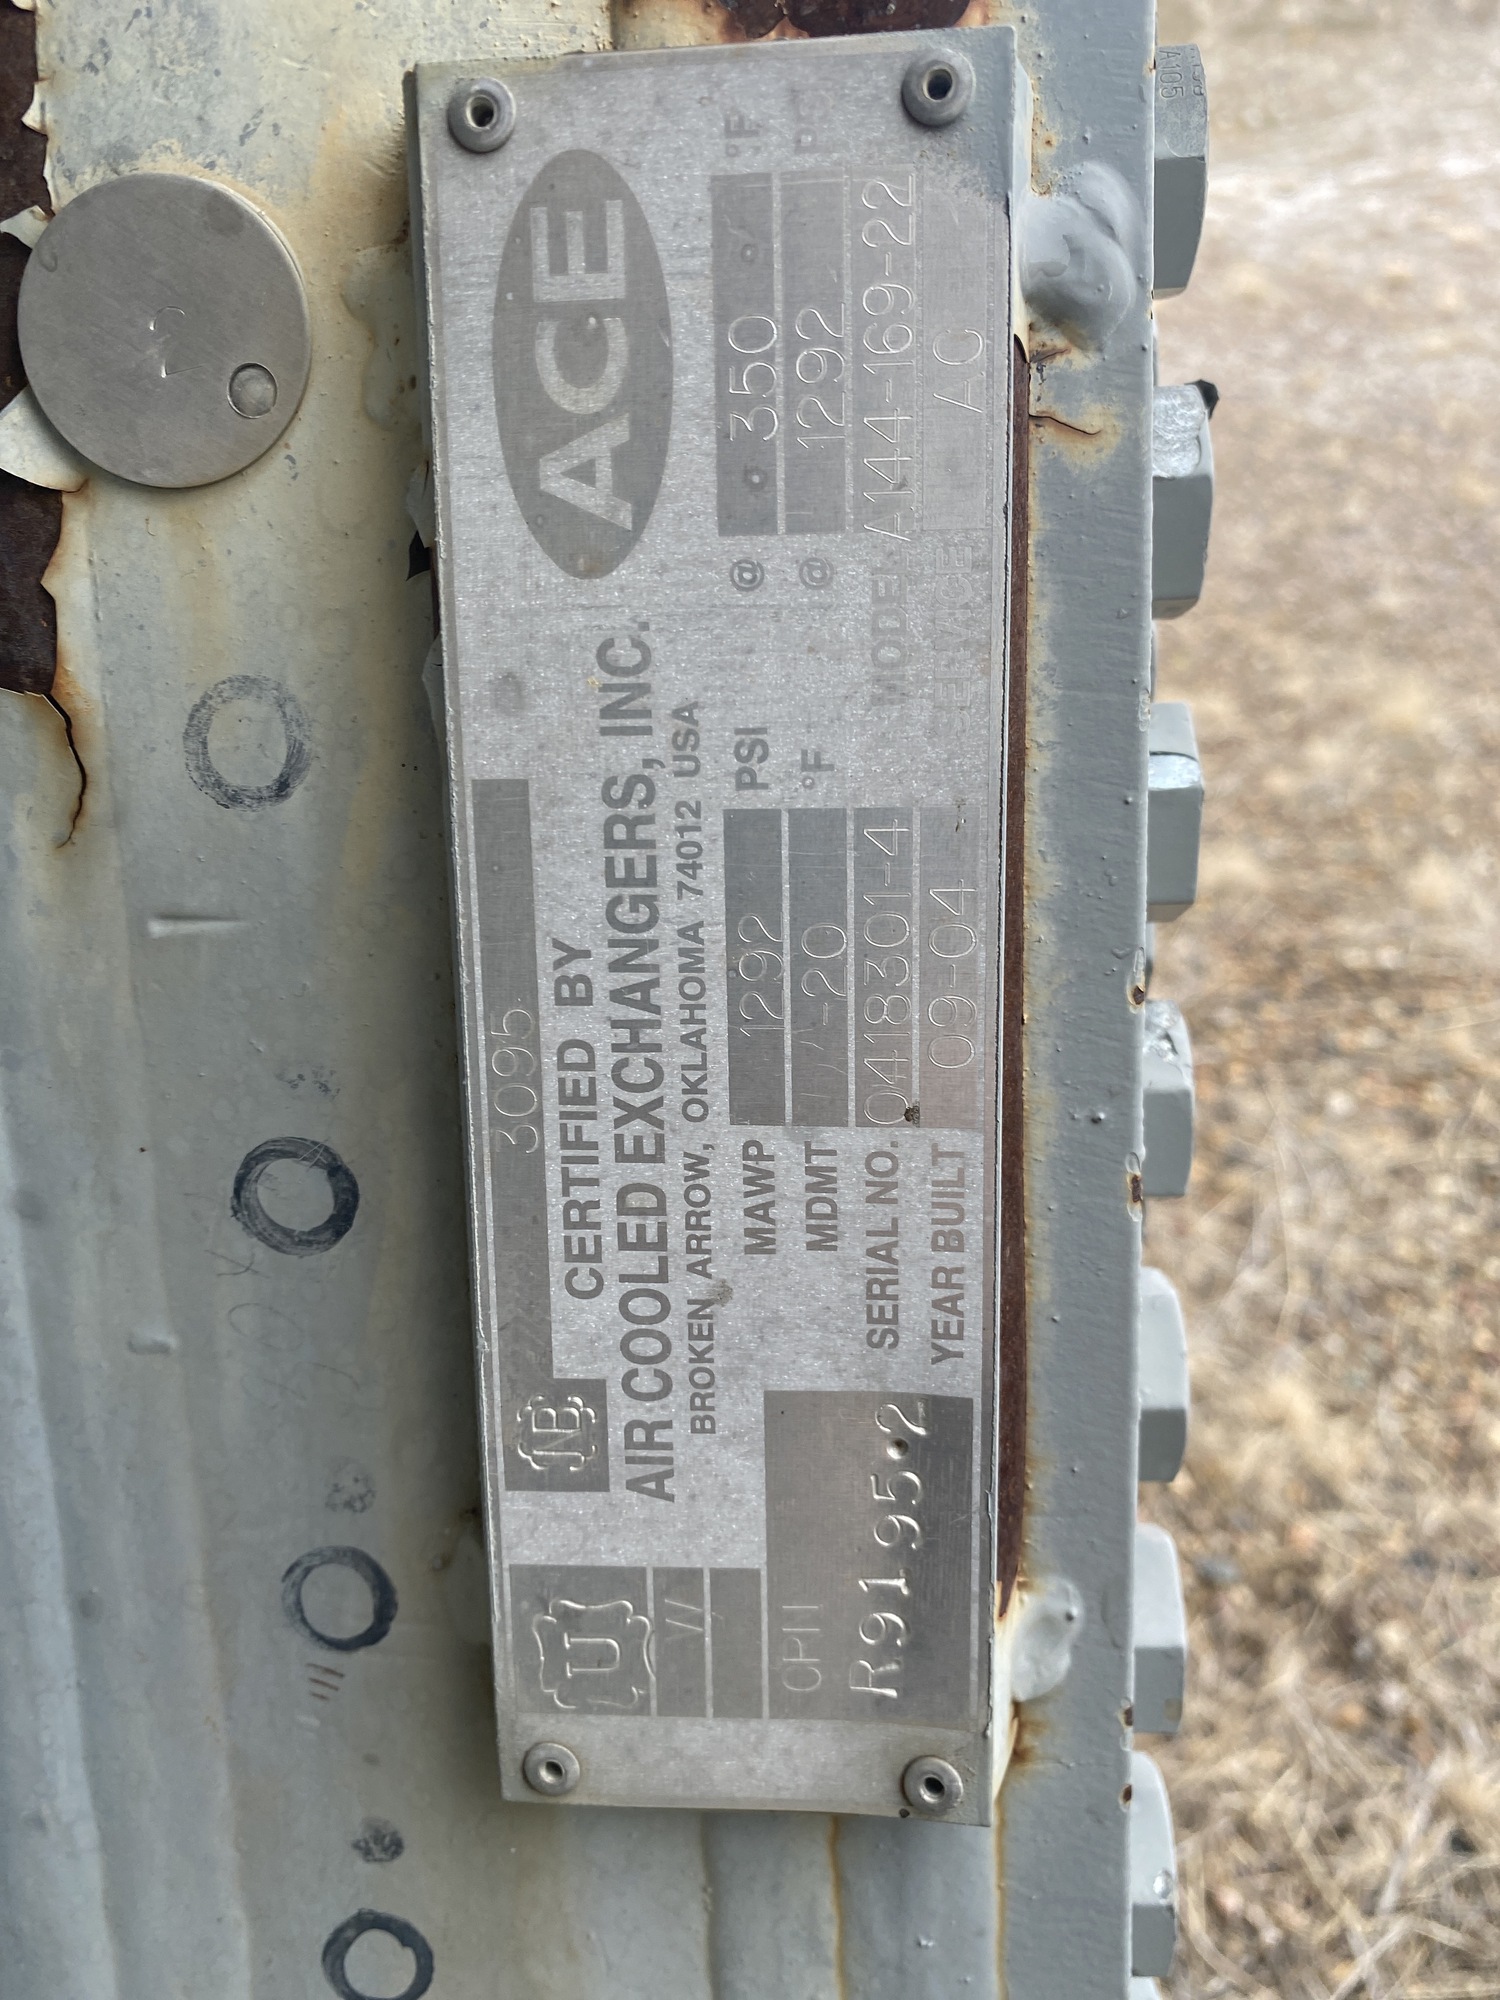 NB 3095
CERTIFIED BY
AIR COOLED EXCHANGERS, INC.
BROKEN ARROW, OKLAHOMA 74012 USA
ACE
U
W
MAWP 1292 PSI @ 350 °F
MDMT -20 °F @ 1292 PSI
SERIAL NO. 0418301-4 MODEL A144-169-22
YEAR BUILT 09-04 SERVICE AC
R9195•2
A105